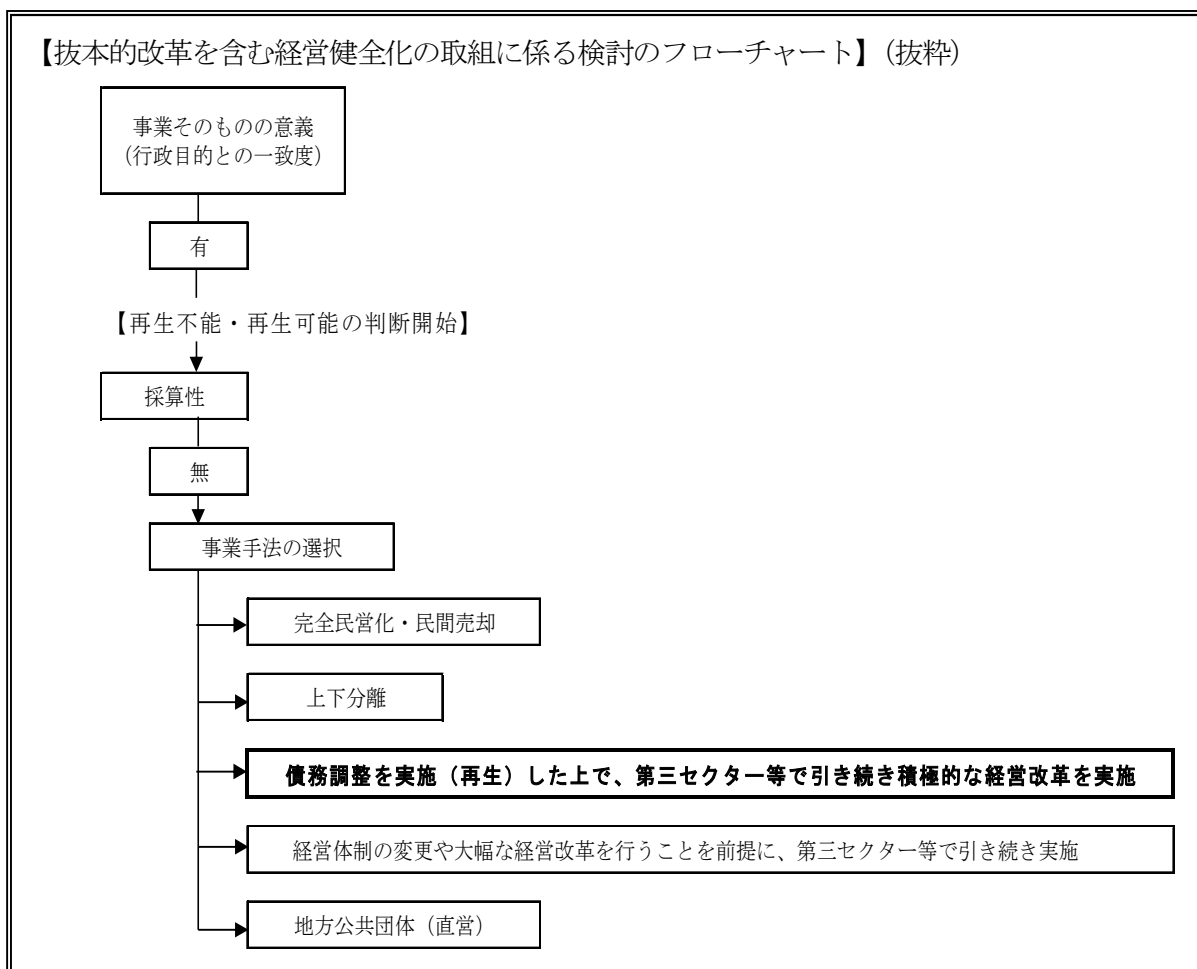 【抜本的改革を含む経営健全化の取組に係る検討のフローチャート】(抜粋)
事業そのものの意義
(行政目的との一致度)
有
【再生不能・再生可能の判断開始】
採算性
無
事業手法の選択
完全民営化・民間売却
上下分離
債務調整を実施(再生)した上で、第三セクター等で引き続き積極的な経営改革を実施
経営体制の変更や大幅な経営改革を行うことを前提に、第三セクター等で引き続き実施
地方公共団体(直営)